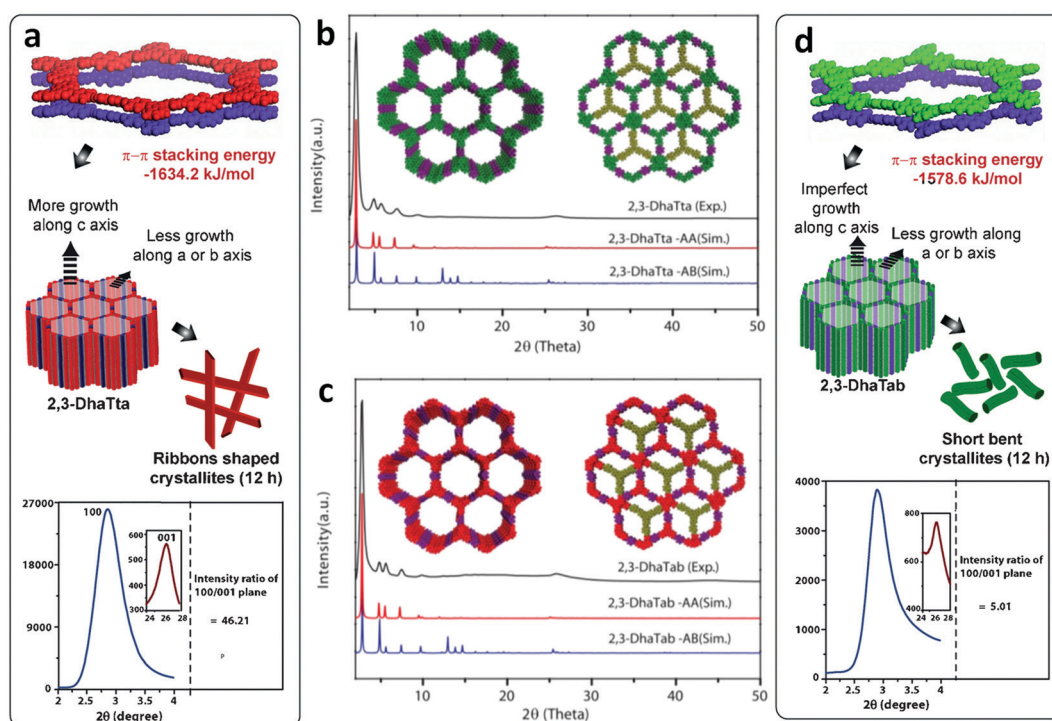 a
π–π stacking energy
-1634.2 kJ/mol
More growth
along c axis
Less growth
along a or b axis
2,3-DhaTta
Ribbons shaped
crystallites (12 h)
27000
18000
9000
0
100
600
500
400
300
001
24 26 28
Intensity ratio of
100/001 plane
= 46.21
P
2 2.5 3 3.5 4
2θ (degree)
b
Intensity(a.u.)
2,3-DhaTta (Exp.)
2,3-DhaTta -AA(Sim.)
2,3-DhaTta -AB(Sim.)
10 20 30 40 50
2θ (Theta)
c
Intensity(a.u.)
2,3-DhaTab (Exp.)
2,3-DhaTab -AA(Sim.)
2,3-DhaTab -AB(Sim.)
10 20 30 40 50
2θ (Theta)
d
π–π stacking energy
-1578.6 kJ/mol
Imperfect
growth
along c axis
Less growth along
a or b axis
2,3-DhaTab
Short bent
crystallites (12 h)
4000
3000
2000
1000
0
800
600
400
24 26 28
Intensity ratio of
100/001 plane
= 5.01
2 2.5 3 3.5 4
2θ (degree)